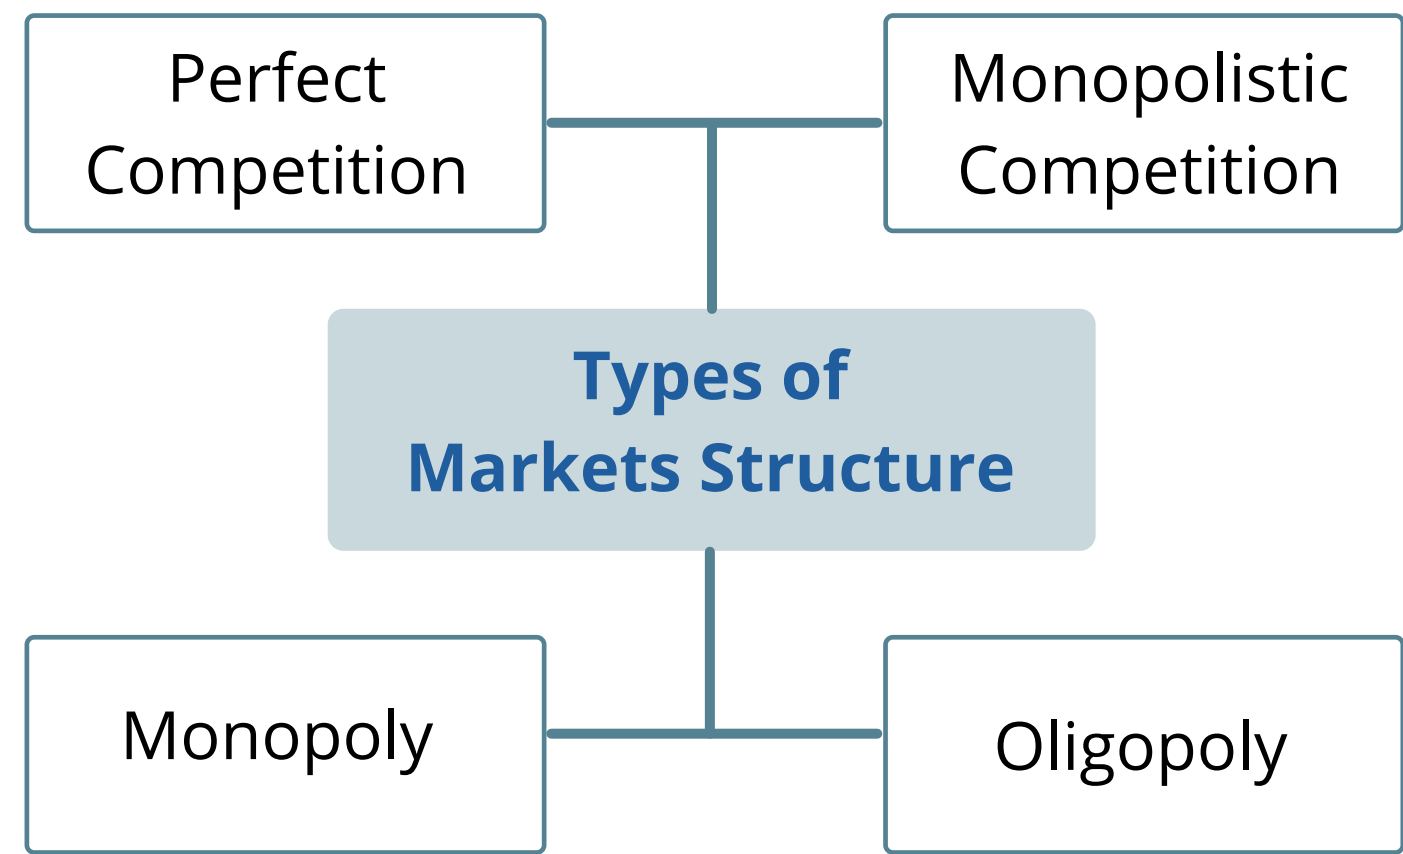 Perfect
Competition
Monopolistic
Competition
Types of
Markets Structure
Monopoly
Oligopoly